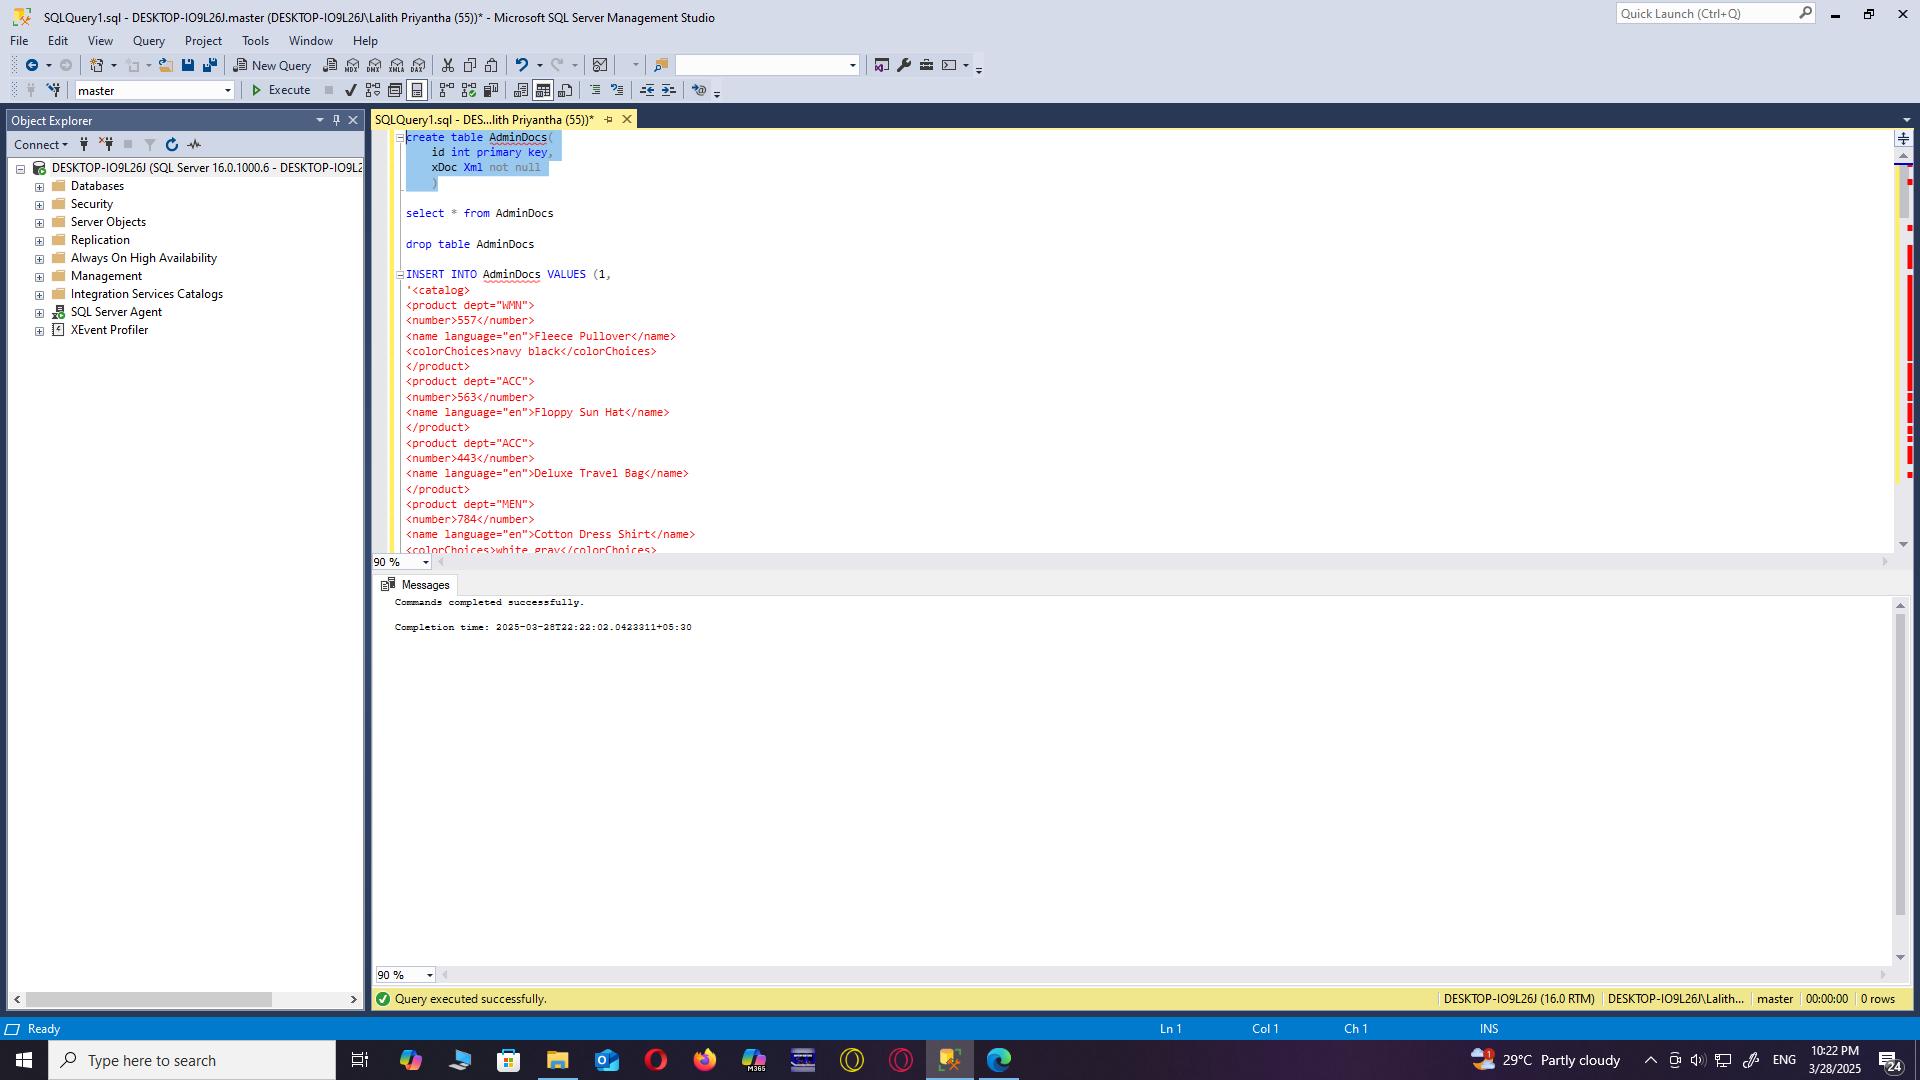 SQLQuery1.sql - DESKTOP-IO9L26J.master (DESKTOP-IO9L26J\Lalith Priyantha (55))* - Microsoft SQL Server Management Studio
Quick Launch (Ctrl+Q)
File Edit View Query Project Tools Window Help
New Query
MDX DMX XMLA DAX
master
Execute
Object Explorer
Connect
DESKTOP-IO9L26J (SQL Server 16.0.1000.6 - DESKTOP-IO9L2
Databases
Security
Server Objects
Replication
Always On High Availability
Management
Integration Services Catalogs
SQL Server Agent
XEvent Profiler
SQLQuery1.sql - DES...lith Priyantha (55))*
create table AdminDocs(
id int primary key,
xDoc Xml not null
)
select * from AdminDocs
drop table AdminDocs
INSERT INTO AdminDocs VALUES (1,
'<catalog>
<product dept="WMN">
<number>557</number>
<name language="en">Fleece Pullover</name>
<colorChoices>navy black</colorChoices>
</product>
<product dept="ACC">
<number>563</number>
<name language="en">Floppy Sun Hat</name>
</product>
<product dept="ACC">
<number>443</number>
<name language="en">Deluxe Travel Bag</name>
</product>
<product dept="MEN">
<number>784</number>
<name language="en">Cotton Dress Shirt</name>
<colorChoices>white gray</colorChoices>
90 %
Messages
Commands completed successfully.
Completion time: 2025-03-28T22:22:02.0423311+05:30
90 %
Query executed successfully.
DESKTOP-IO9L26J (16.0 RTM) DESKTOP-IO9L26J\Lalith... master 00:00:00 0 rows
Ready
Ln 1 Col 1 Ch 1 INS
Type here to search
M365
1
29°C Partly cloudy
ENG
10:22 PM
3/28/2025
24